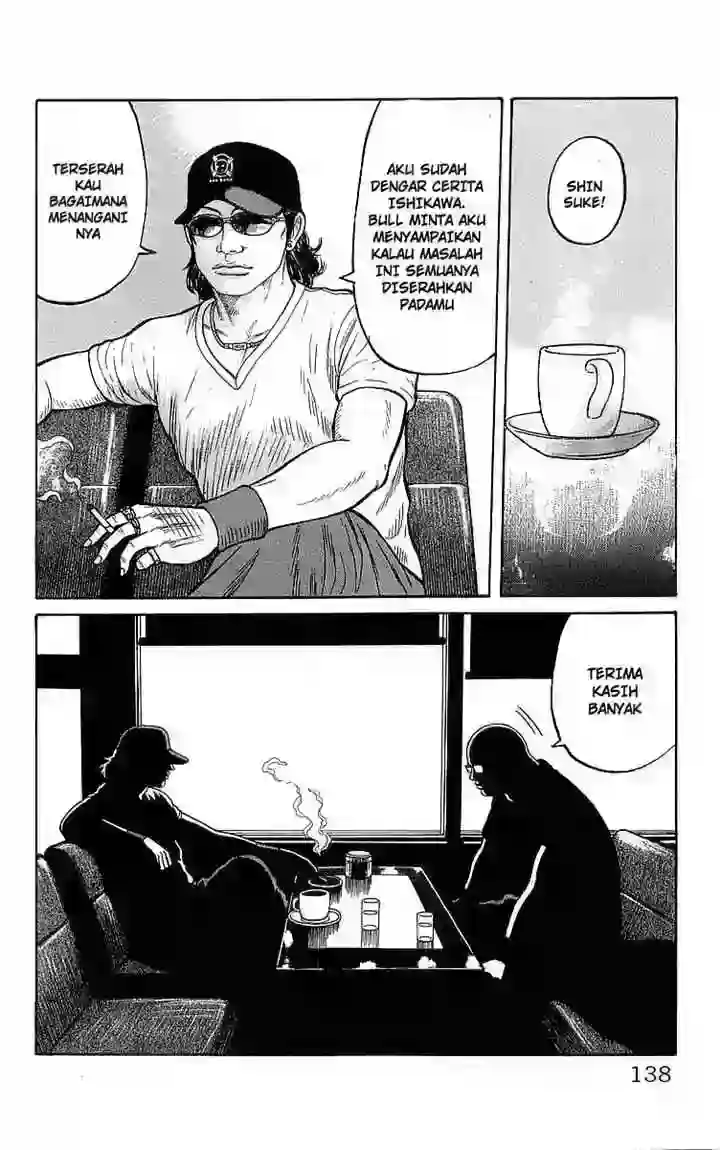 SHIN
SUKE!
AKU SUDAH
DENGAR CERITA
ISHIKAWA.
BULL MINTA AKU
MENYAMPAIKAN
KALAU MASALAH
INI SEMUANYA
DISERAHKAN
PADAMU
TERSERAH
KAU
BAGAIMANA
MENANGANI
NYA
TERIMA
KASIH
BANYAK
138